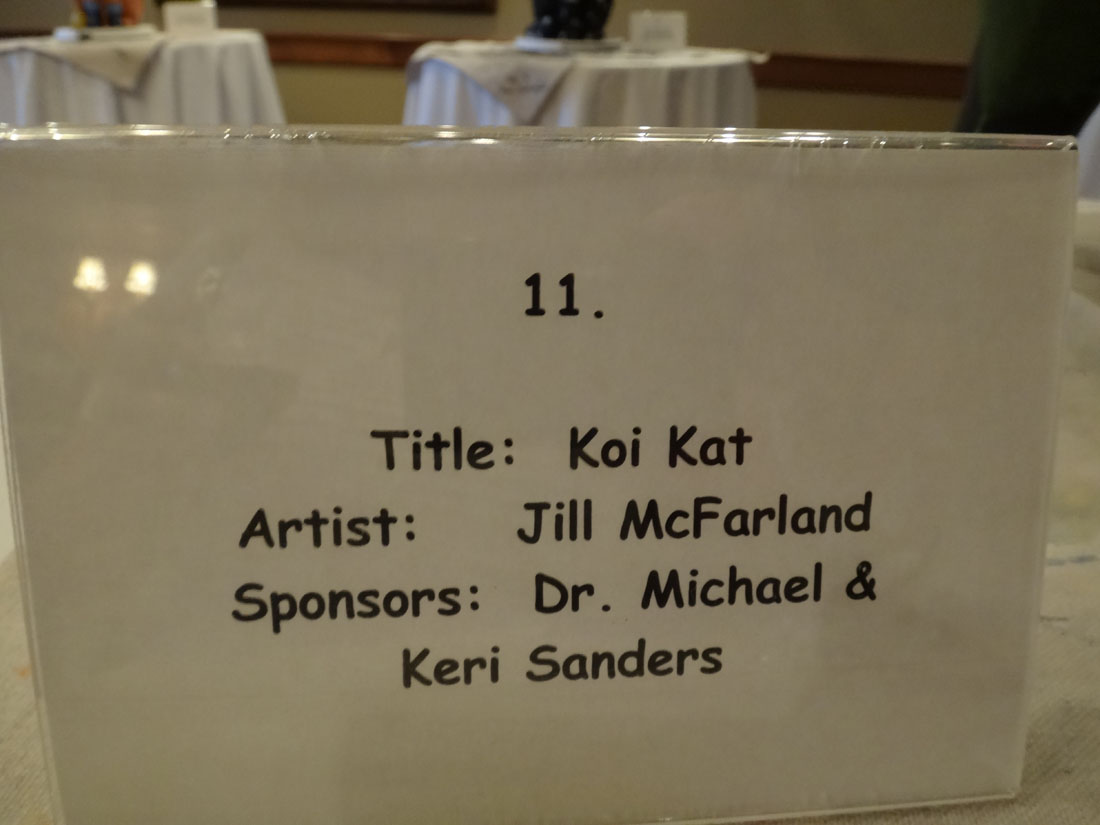 11.
Title: Koi Kat
Artist: Jill McFarland
Sponsors: Dr. Michael &
Keri Sanders